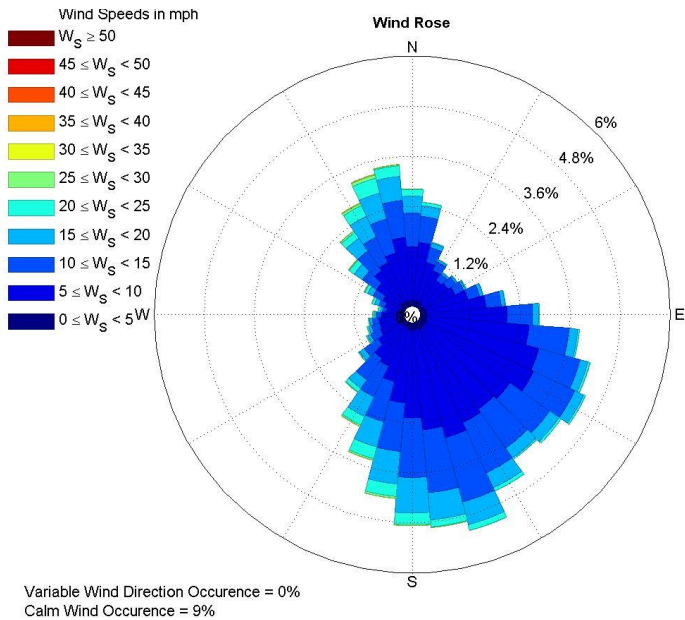 Wind Speeds in mph
W_S ≥ 50
45 ≤ W_S < 50
40 ≤ W_S < 45
35 ≤ W_S < 40
30 ≤ W_S < 35
25 ≤ W_S < 30
20 ≤ W_S < 25
15 ≤ W_S < 20
10 ≤ W_S < 15
5 ≤ W_S < 10
0 ≤ W_S < 5
Wind Rose
N
6%
4.8%
3.6%
2.4%
1.2%
W
%
E
S
Variable Wind Direction Occurence = 0%
Calm Wind Occurence = 9%